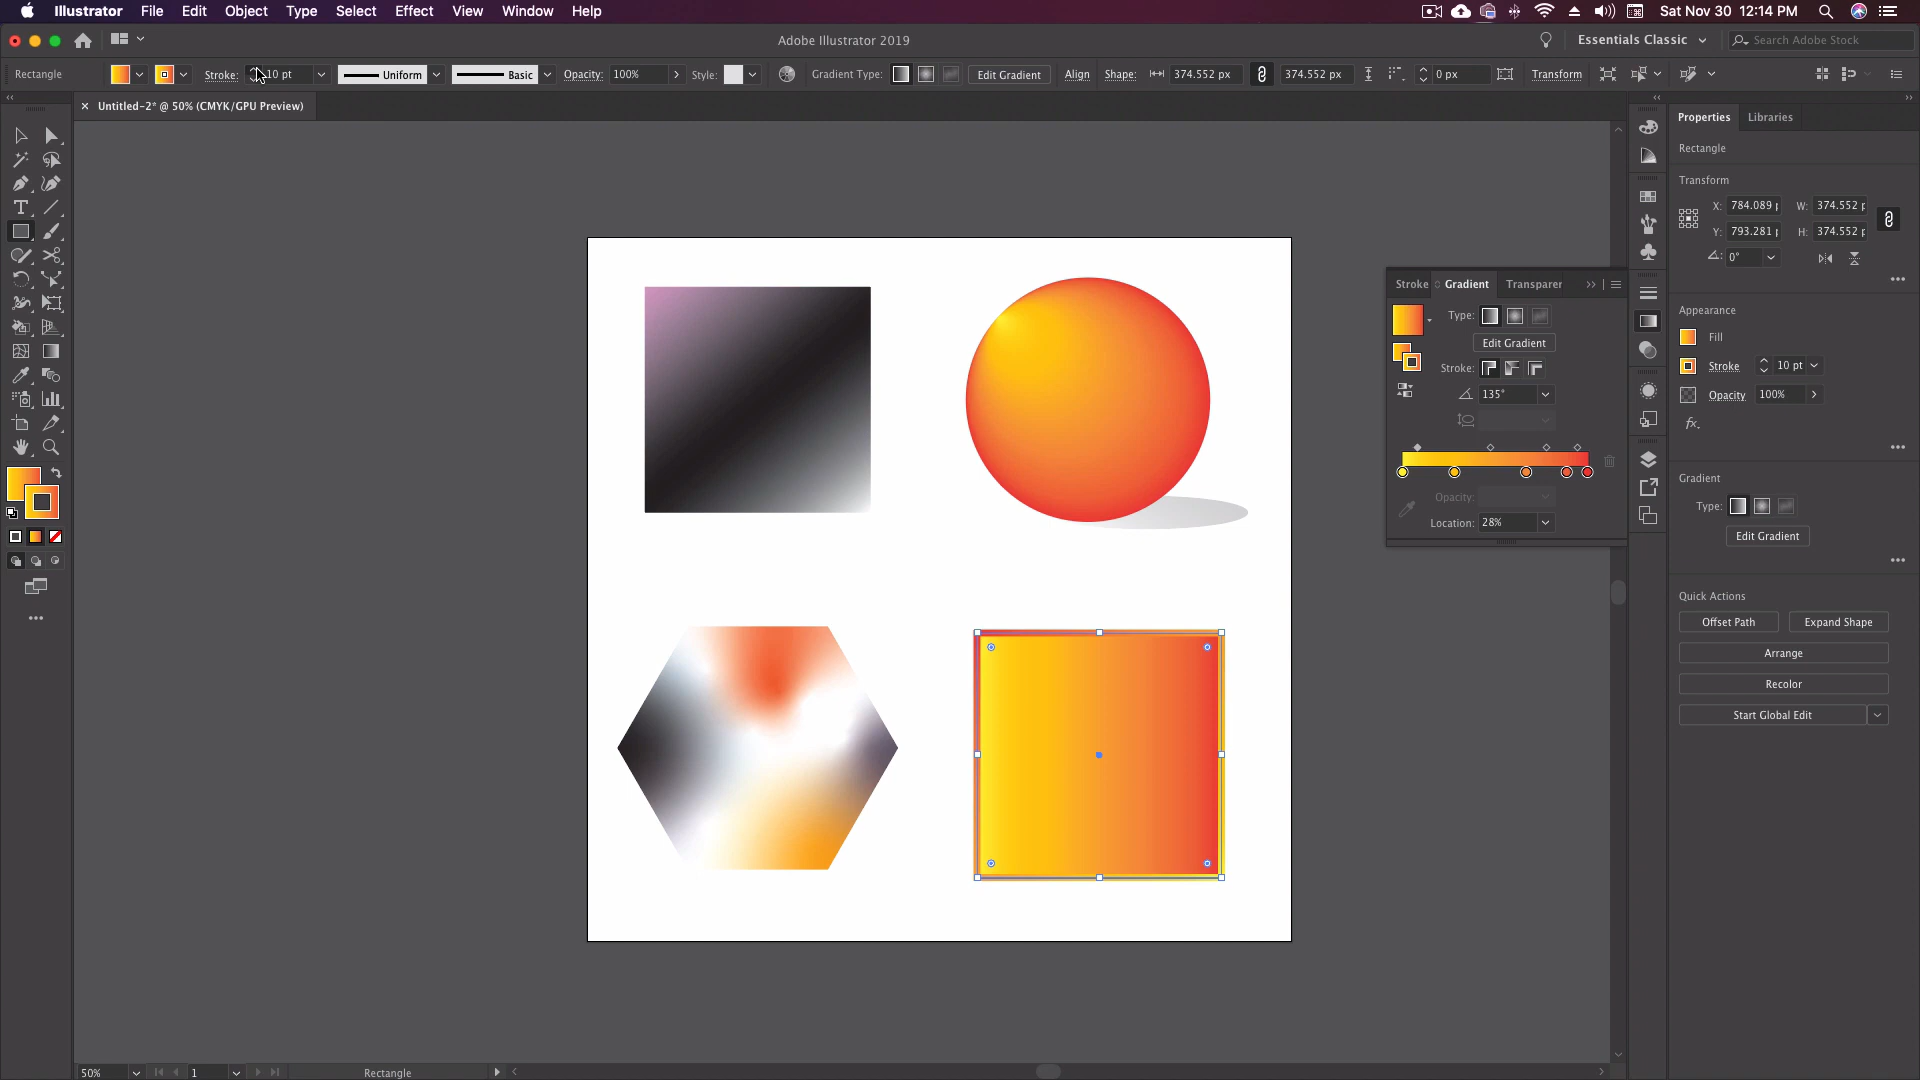 Illustrator File Edit Object Type Select Effect View Window Help
Sat Nov 30 12:14 PM
Adobe Illustrator 2019
Essentials Classic
Search Adobe Stock
Rectangle
Stroke: 10 pt Uniform Basic Opacity: 100% Style: Gradient Type: Edit Gradient Align Shape: 374.552 px 374.552 px 0 px Transform
Untitled-2* @ 50% (CMYK/GPU Preview)
T
Stroke Gradient Transparer
Type:
Edit Gradient
Stroke:
135°
Opacity:
Location: 28%
Properties Libraries
Rectangle
Transform
X: 784.089 W: 374.552
Y: 793.281 H: 374.552
0°
Appearance
Fill
Stroke 10 pt
Opacity 100%
fx.
Gradient
Type:
Edit Gradient
Quick Actions
Offset Path Expand Shape
Arrange
Recolor
Start Global Edit
50% 1 Rectangle